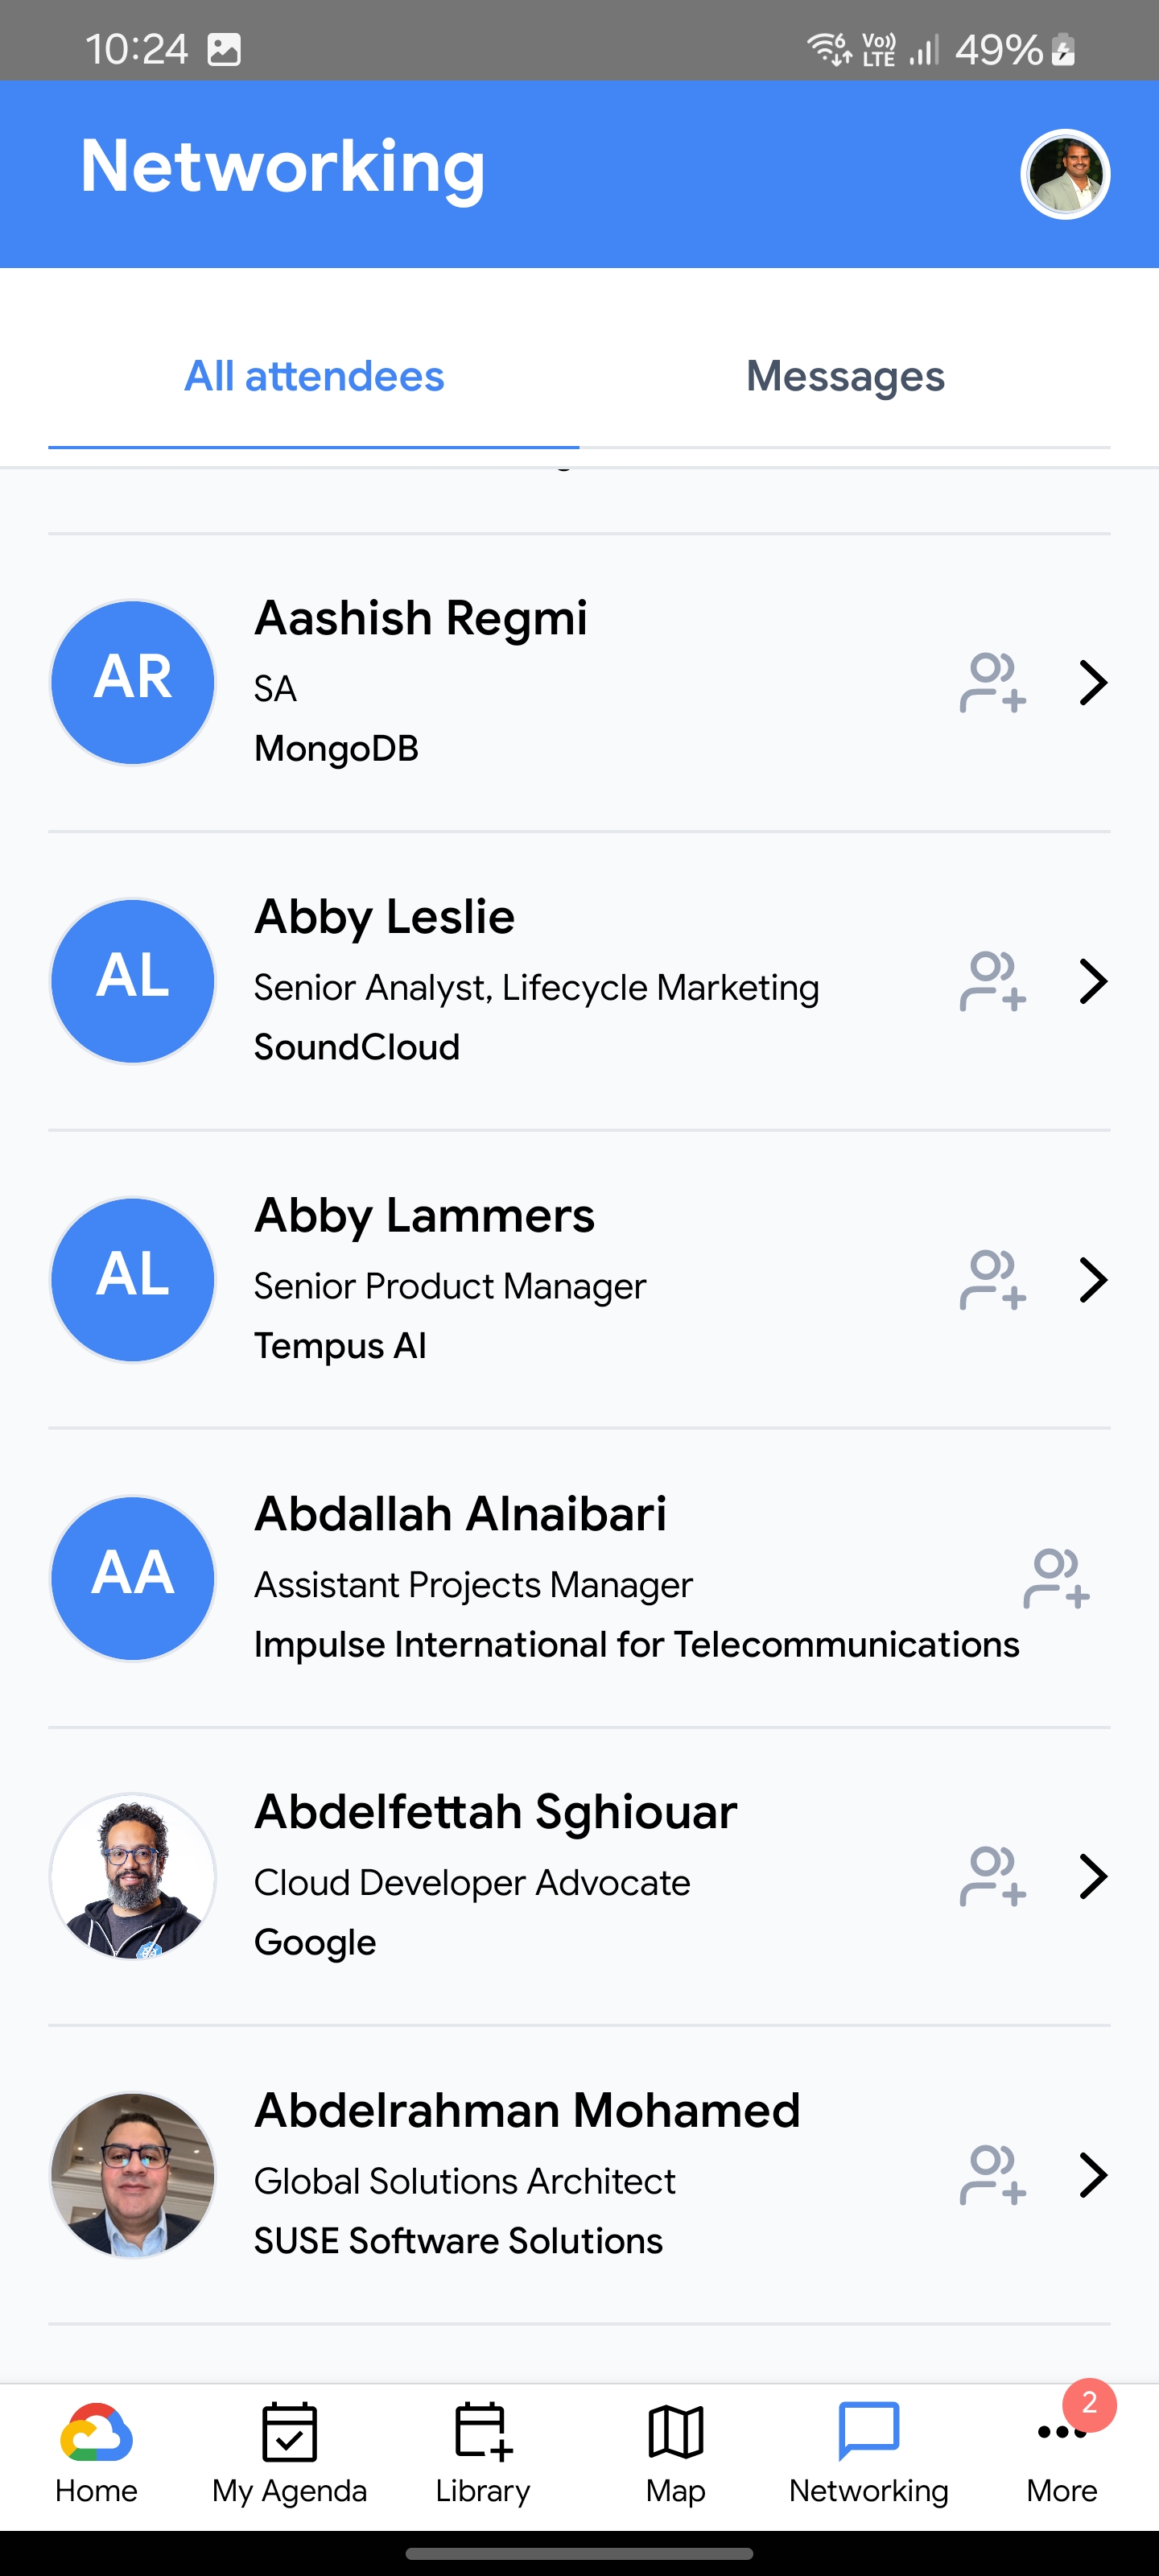 10:24
6 Vo)) LTE 49%
Networking
All attendees
Messages
AR
Aashish Regmi
SA
MongoDB
AL
Abby Leslie
Senior Analyst, Lifecycle Marketing
SoundCloud
AL
Abby Lammers
Senior Product Manager
Tempus AI
AA
Abdallah Alnaibari
Assistant Projects Manager
Impulse International for Telecommunications
Abdelfettah Sghiouar
Cloud Developer Advocate
Google
Abdelrahman Mohamed
Global Solutions Architect
SUSE Software Solutions
2
Home
My Agenda
Library
Map
Networking
More